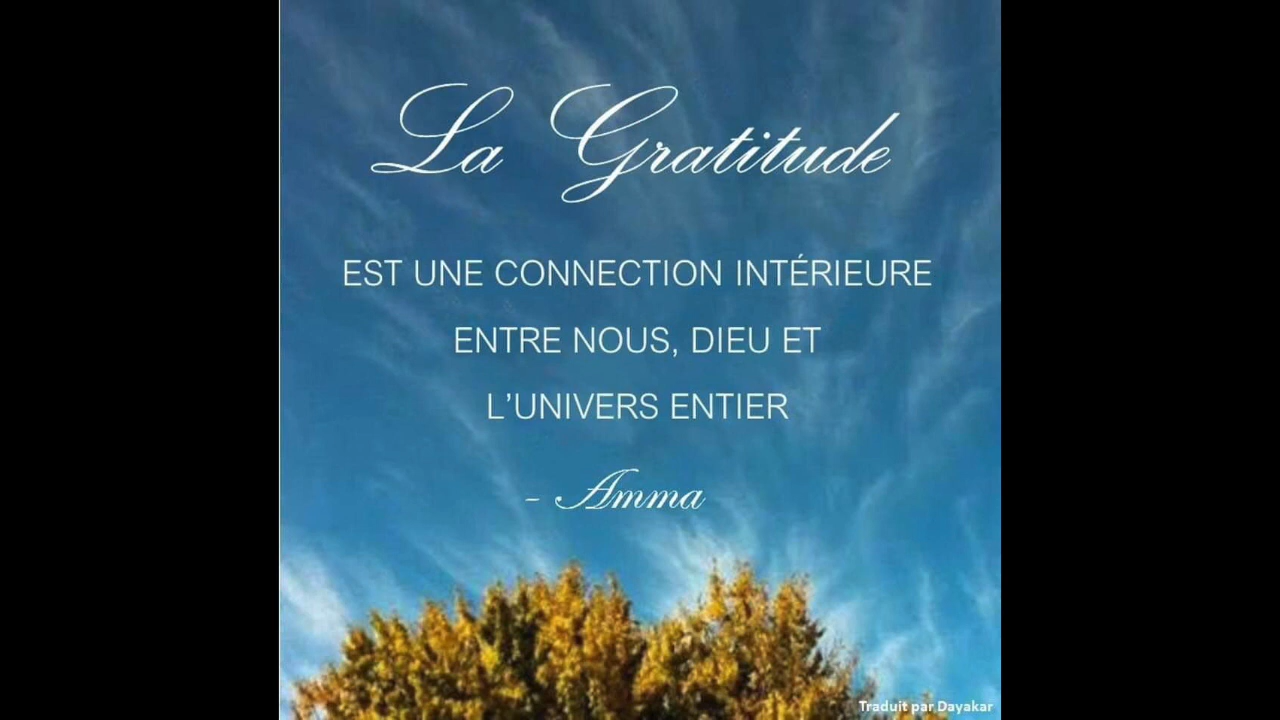 La Gratitude
EST UNE CONNECTION INTÉRIEURE
ENTRE NOUS, DIEU ET
L’UNIVERS ENTIER
- Amma
Traduit par Dayakar